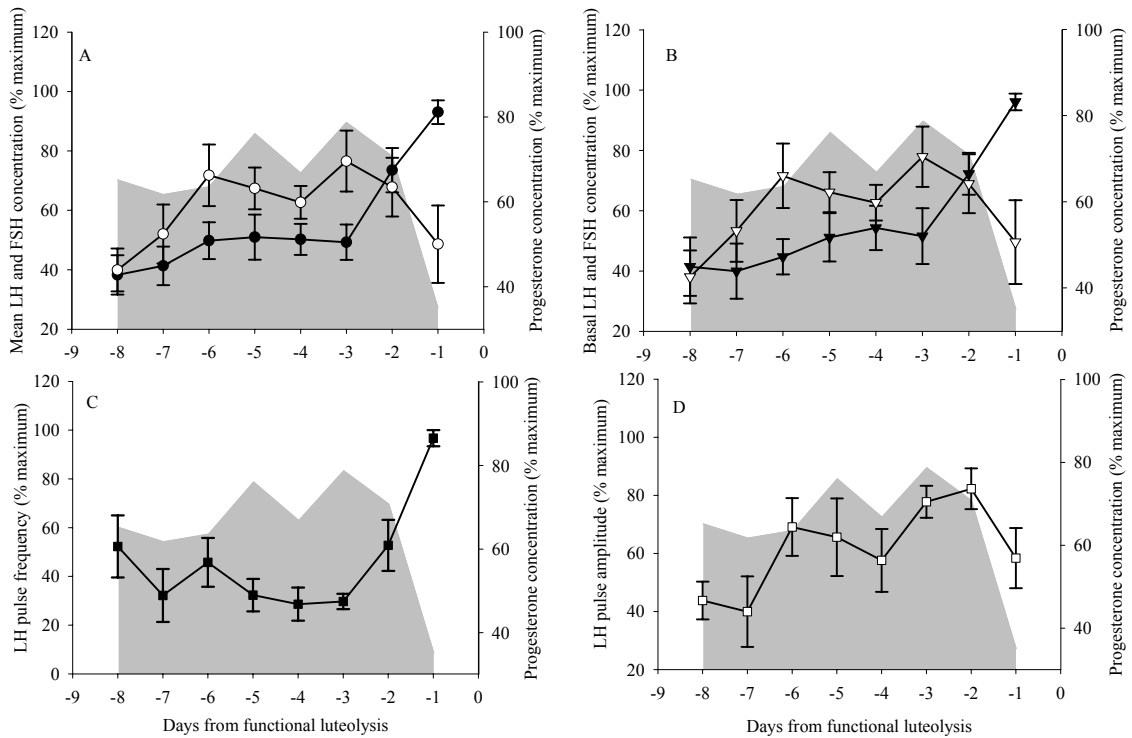 A
Mean LH and FSH concentration (% maximum)
120
100
80
60
40
20
Progesterone concentration (% maximum)
100
80
60
40
-9 -8 -7 -6 -5 -4 -3 -2 -1 0
B
Basal LH and FSH concentration (% maximum)
120
100
80
60
40
20
Progesterone concentration (% maximum)
100
80
60
40
-9 -8 -7 -6 -5 -4 -3 -2 -1 0
C
LH pulse frequency (% maximum)
120
100
80
60
40
20
0
Progesterone concentration (% maximum)
100
80
60
40
-9 -8 -7 -6 -5 -4 -3 -2 -1 0
Days from functional luteolysis
D
LH pulse amplitude (% maximum)
120
100
80
60
40
20
Progesterone concentration (% maximum)
100
80
60
40
-9 -8 -7 -6 -5 -4 -3 -2 -1 0
Days from functional luteolysis